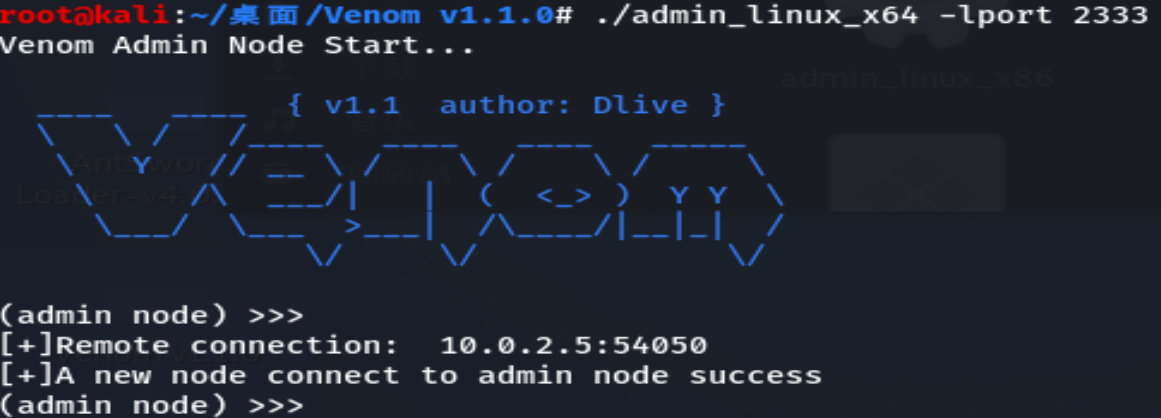 root@kali:~/桌面/Venom v1.1.0# ./admin_linux_x64 -lport 2333
Venom Admin Node Start...
admin_linux_x86
{ v1.1  author: Dlive }
(admin node) >>>
[+]Remote connection:  10.0.2.5:54050
[+]A new node connect to admin node success
(admin node) >>>